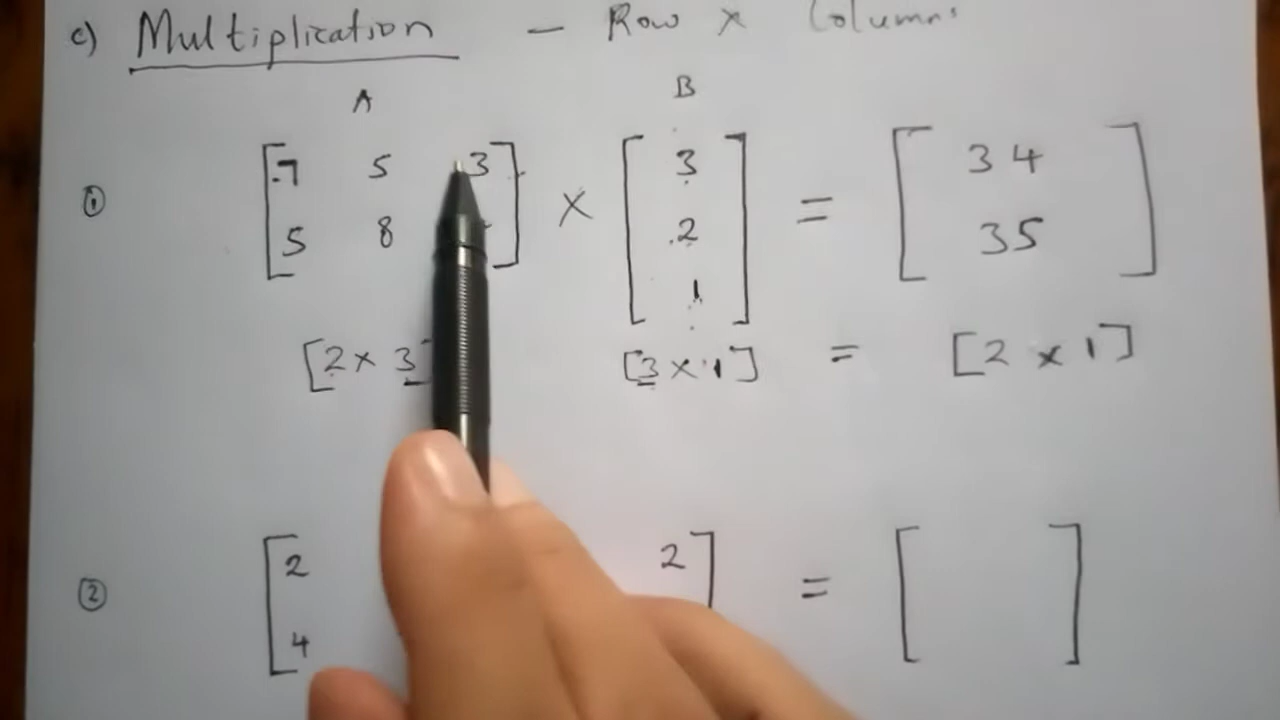 c) Multiplication – Row × Columns
A B
① [7 5 3] × [3] = [34]
[5 8] [2] [35]
[1]
[2 × 3 [3 × 1] = [2 × 1]
② [2 2] = [ ]
[4